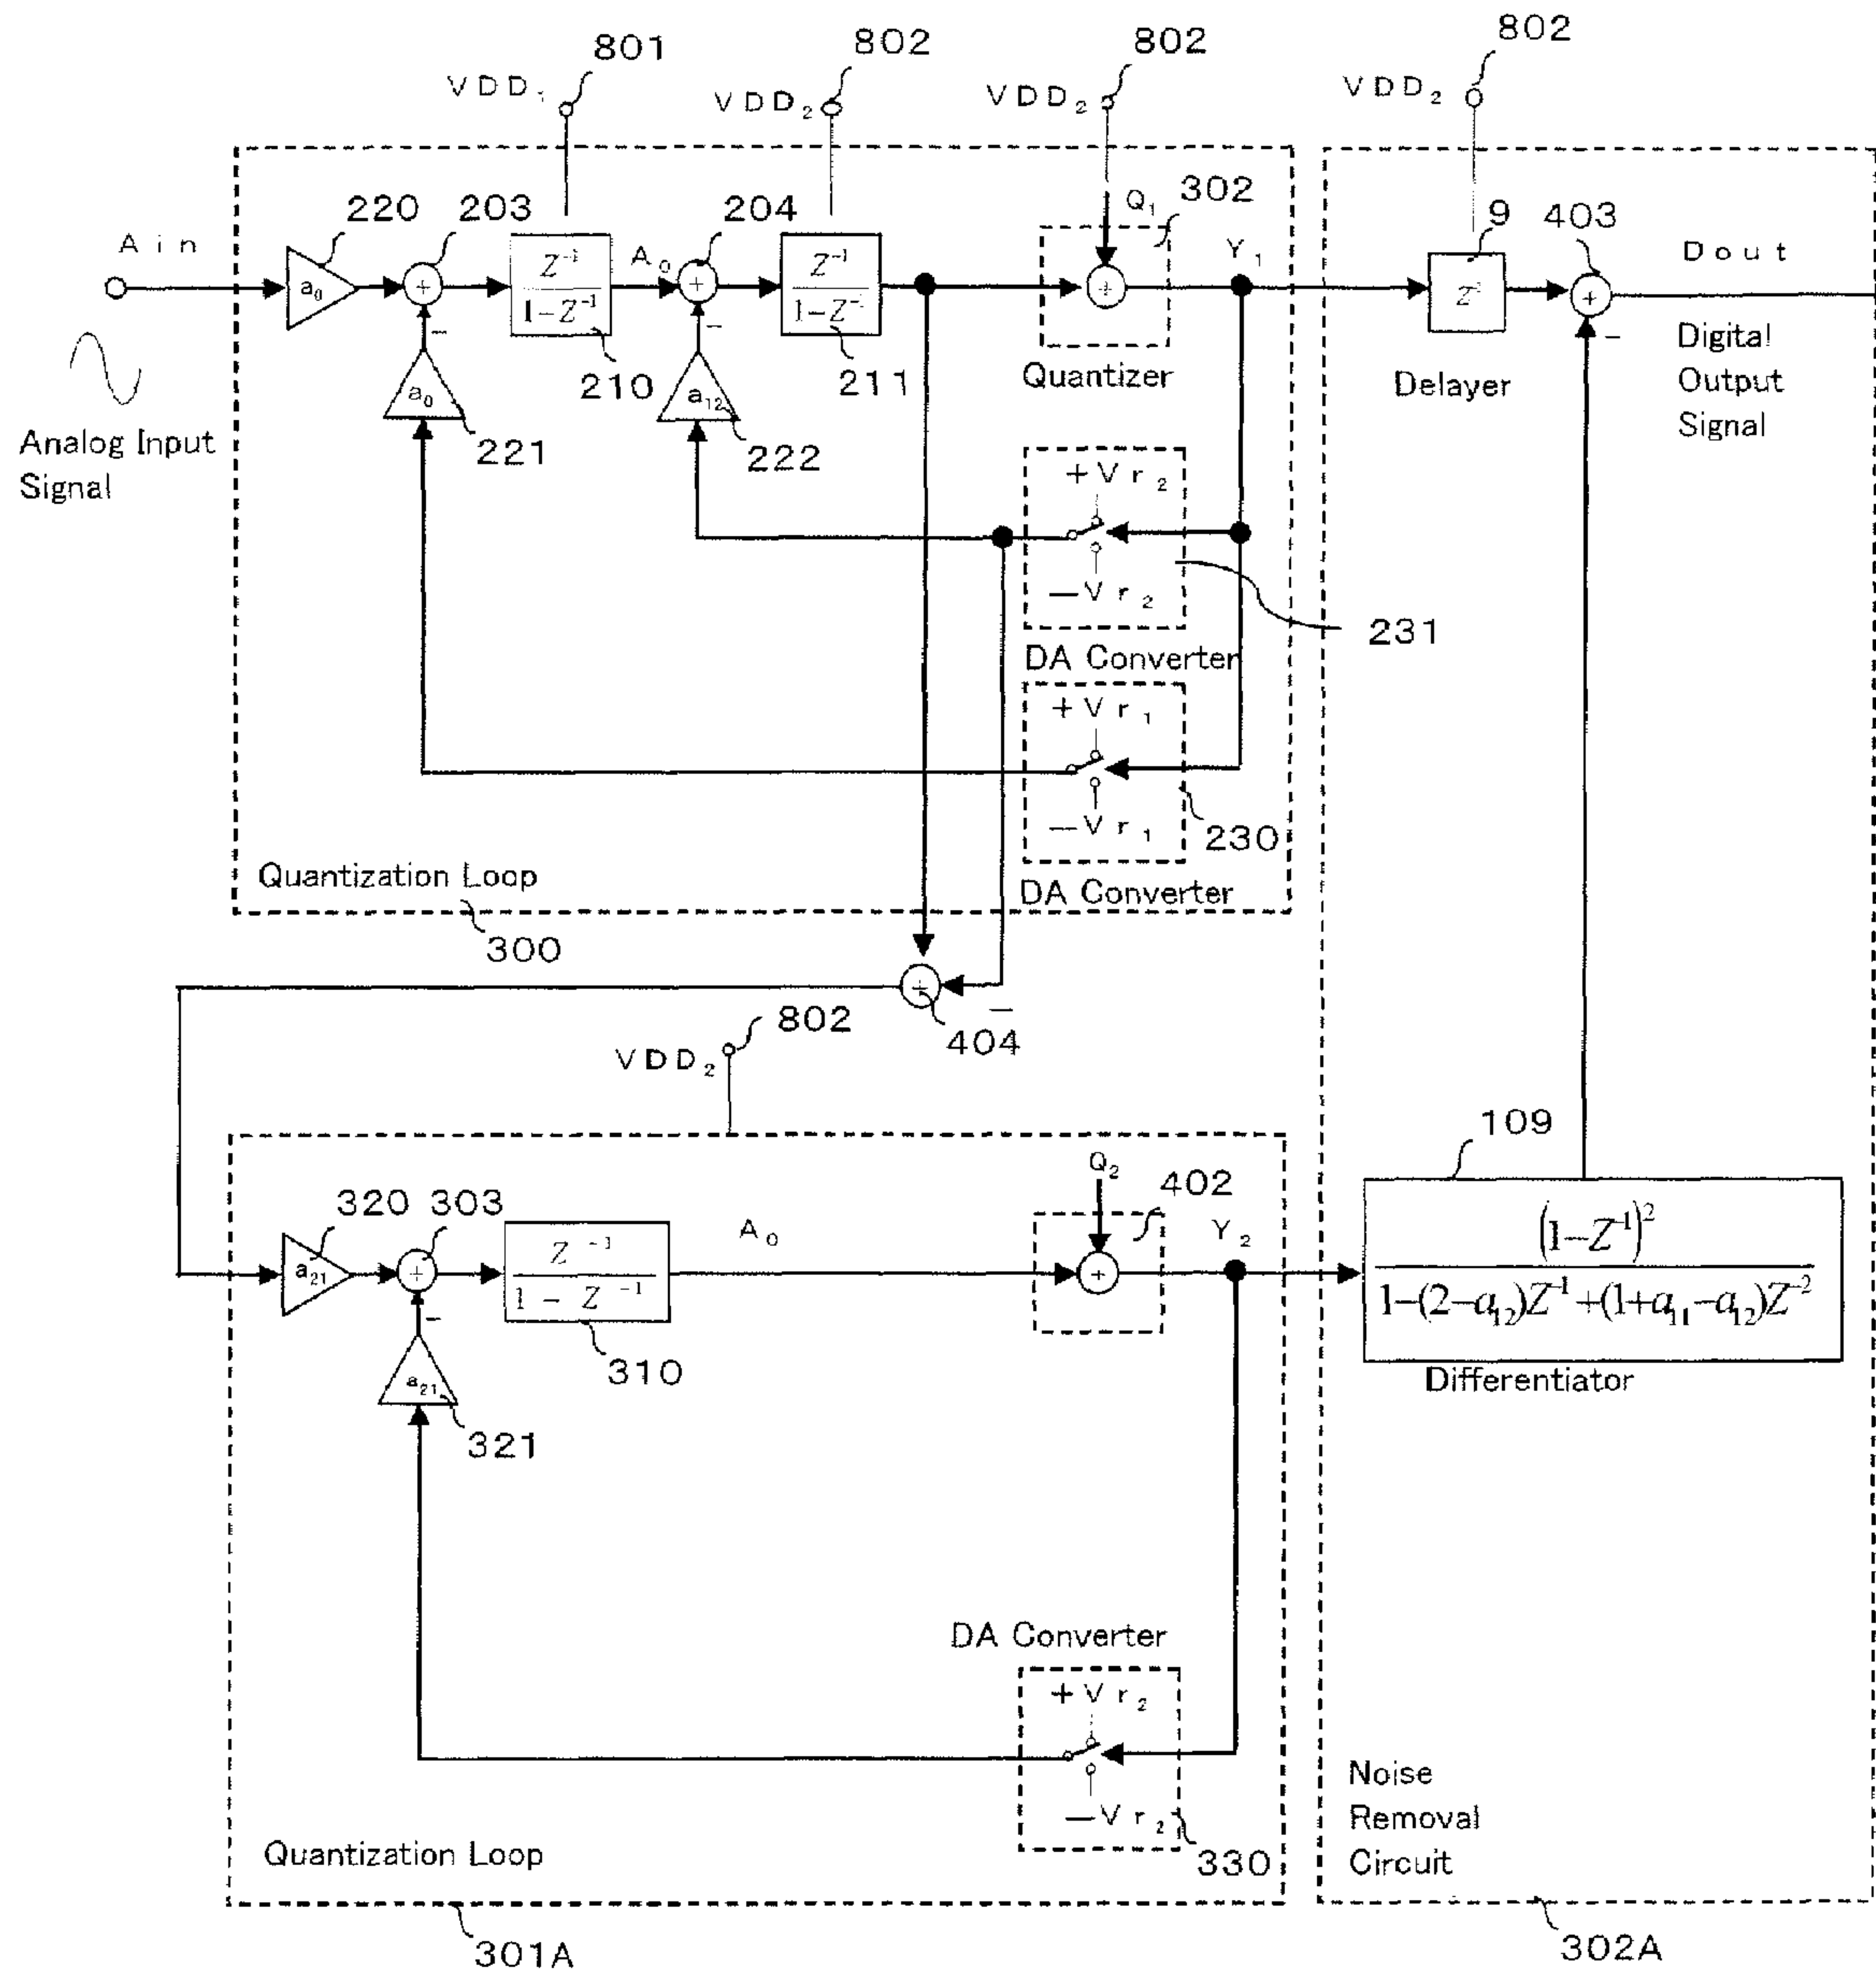 801
802
802
802
VDD₁
VDD₂
VDD₂
VDD₂
220
203
204
Q₁
302
9
403
A i n
a₀
+
Z⁻¹
1−Z⁻¹
A₀
+
Z⁻¹
1−Z⁻¹
+
Y₁
Z⁻¹
+
Dout
−
−
−
210
211
Quantizer
Delayer
Digital
Output
Signal
a₀
a₁₂
Analog Input
Signal
221
222
+Vr₂
−Vr₂
231
DA Converter
+Vr₁
−Vr₁
230
DA Converter
Quantization Loop
300
+
−
404
802
VDD₂
109
Q₂
402
320
303
a₂₁
+
Z⁻¹
1 − Z⁻¹
A₀
+
Y₂
(1−Z⁻¹)²
1−(2−a₁₂)Z⁻¹+(1+a₁₁−a₁₂)Z⁻²
−
310
Differentiator
a₂₁
321
DA Converter
+Vr₂
−Vr₂
330
Quantization Loop
Noise
Removal
Circuit
301A
302A